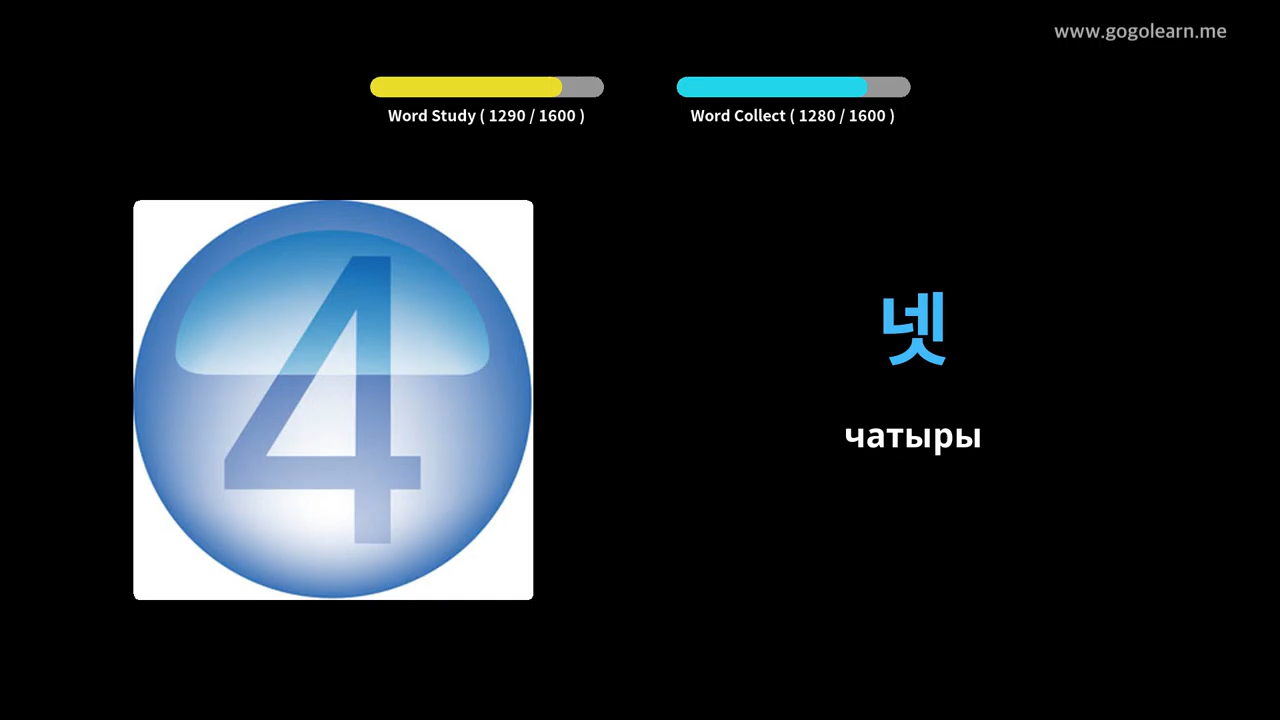 www.gogolearn.me
Word Study ( 1290 / 1600 )
Word Collect ( 1280 / 1600 )
4
넷
чатыры